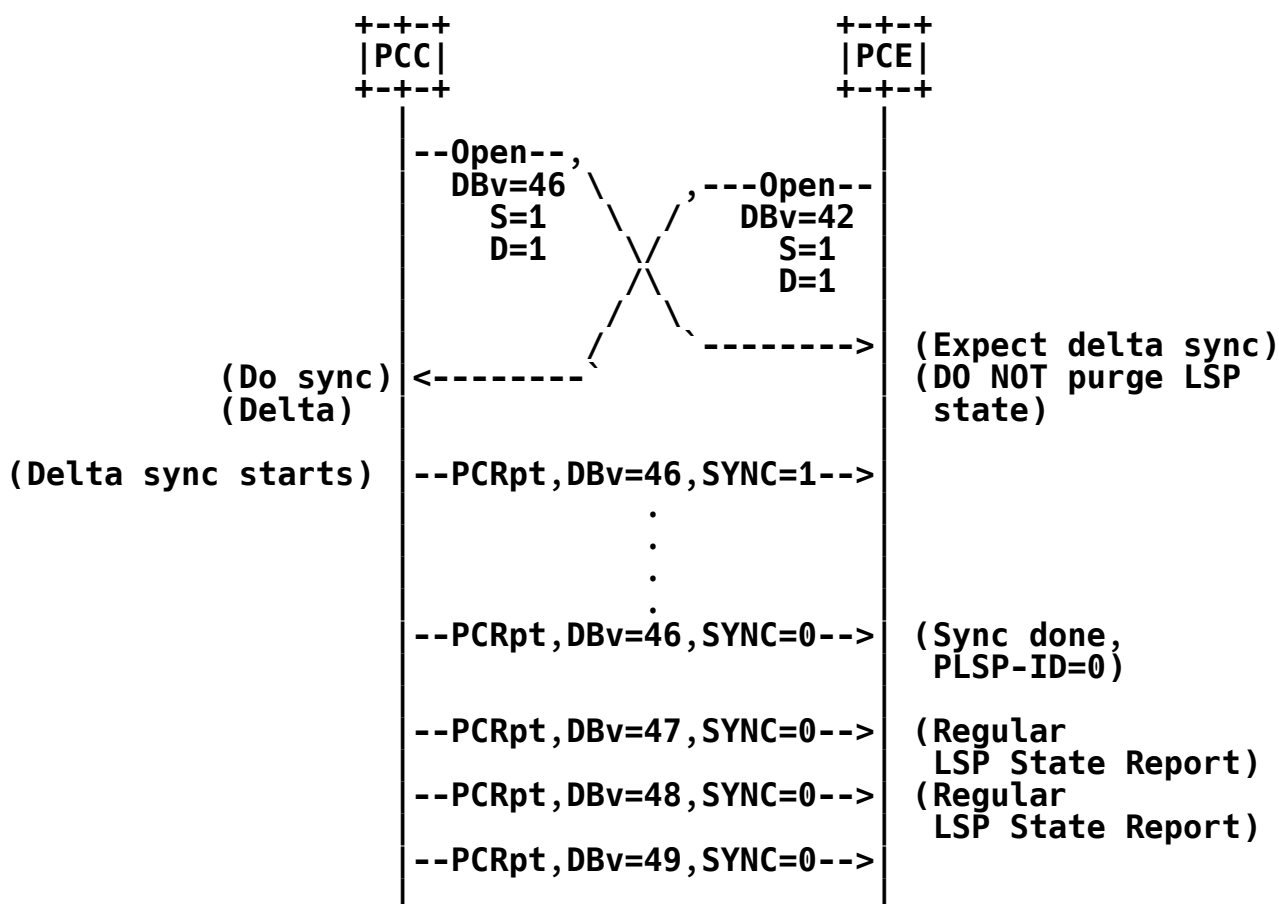 +-+-+                    +-+-+
|PCC|                    |PCE|
+-+-+                    +-+-+
--Open--,
DBv=46 \    ,---Open--
S=1   \  /   DBv=42
D=1    \/     S=1
/\     D=1
/  \
/    `-------->  (Expect delta sync)
(Do sync) <--------`  (DO NOT purge LSP
(Delta)  state)
(Delta sync starts)  --PCRpt,DBv=46,SYNC=1-->
.
.
.
.
--PCRpt,DBv=46,SYNC=0-->  (Sync done,
PLSP-ID=0)
--PCRpt,DBv=47,SYNC=0-->  (Regular
LSP State Report)
--PCRpt,DBv=48,SYNC=0-->  (Regular
LSP State Report)
--PCRpt,DBv=49,SYNC=0-->